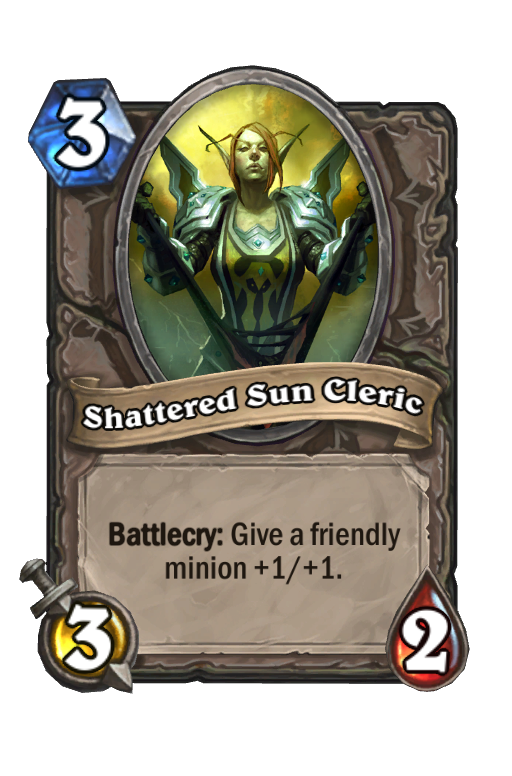 3
Shattered Sun Cleric
Battlecry: Give a friendly
minion +1/+1.
3
2